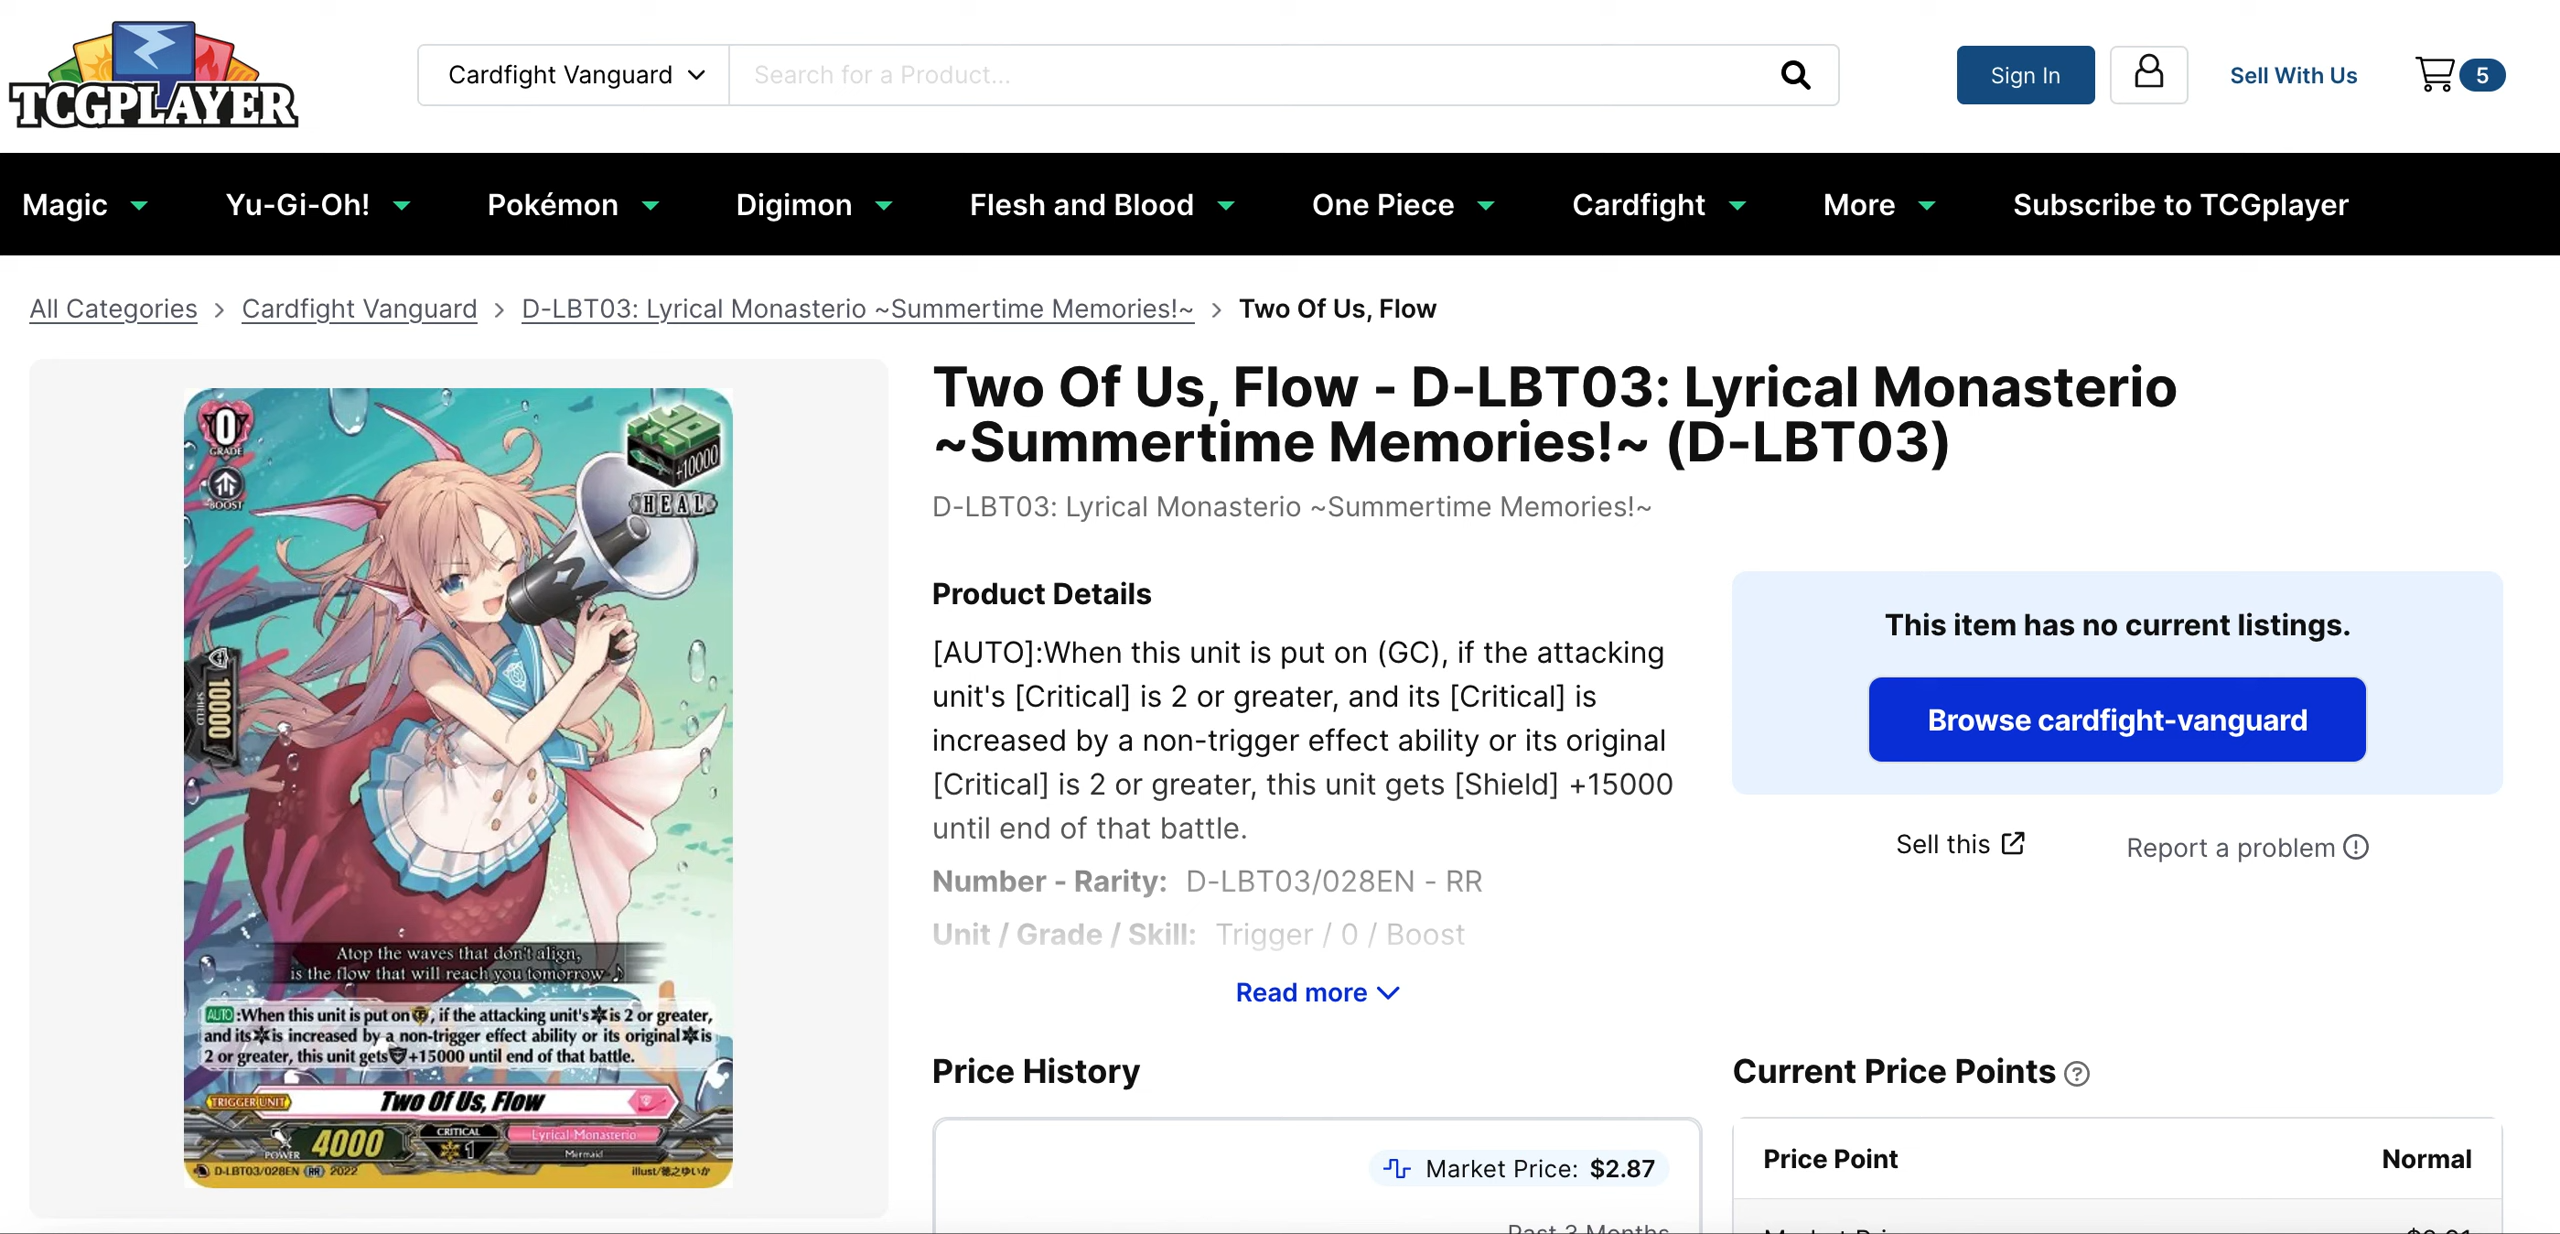 TCGPLAYER
Cardfight Vanguard
Search for a Product...
Sign In
Sell With Us
5
Magic
Yu-Gi-Oh!
Pokémon
Digimon
Flesh and Blood
One Piece
Cardfight
More
Subscribe to TCGplayer
All Categories > Cardfight Vanguard > D-LBT03: Lyrical Monasterio ~Summertime Memories!~ > Two Of Us, Flow
0
GRADE
BOOST
+10000
HEAL
10000
SHIELD
Atop the waves that don't align,
is the flow that will reach you tomorrow♪
AUTO:When this unit is put on, if the attacking unit's is 2 or greater,
and its is increased by a non-trigger effect ability or its original is
2 or greater, this unit gets +15000 until end of that battle.
TRIGGER UNIT
Two Of Us, Flow
POWER 4000
CRITICAL
1
Lyrical Monasterio
Mermaid
D-LBT03/028EN RR 2022
illust/徳之ゆいか
Two Of Us, Flow - D-LBT03: Lyrical Monasterio
~Summertime Memories!~ (D-LBT03)
D-LBT03: Lyrical Monasterio ~Summertime Memories!~
Product Details
[AUTO]:When this unit is put on (GC), if the attacking
unit's [Critical] is 2 or greater, and its [Critical] is
increased by a non-trigger effect ability or its original
[Critical] is 2 or greater, this unit gets [Shield] +15000
until end of that battle.
Number - Rarity: D-LBT03/028EN - RR
Unit / Grade / Skill: Trigger / 0 / Boost
Read more
This item has no current listings.
Browse cardfight-vanguard
Sell this
Report a problem
Price History
Market Price: $2.87
Past 3 Months
Current Price Points
Price Point
Normal